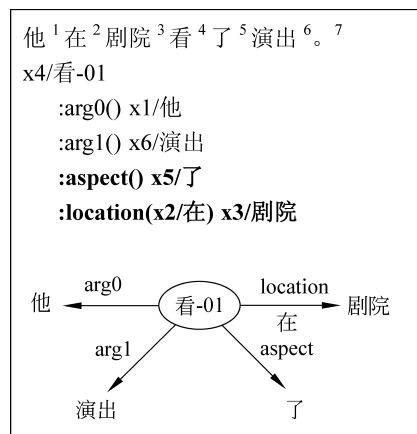 他 1 在 2 剧院 3 看 4 了 5 演出 6 。 7
x4/看-01
:arg0() x1/他
:arg1() x6/演出
:aspect() x5/了
:location(x2/在) x3/剧院
arg0
location
他
看-01
剧院
在
arg1
aspect
演出
了